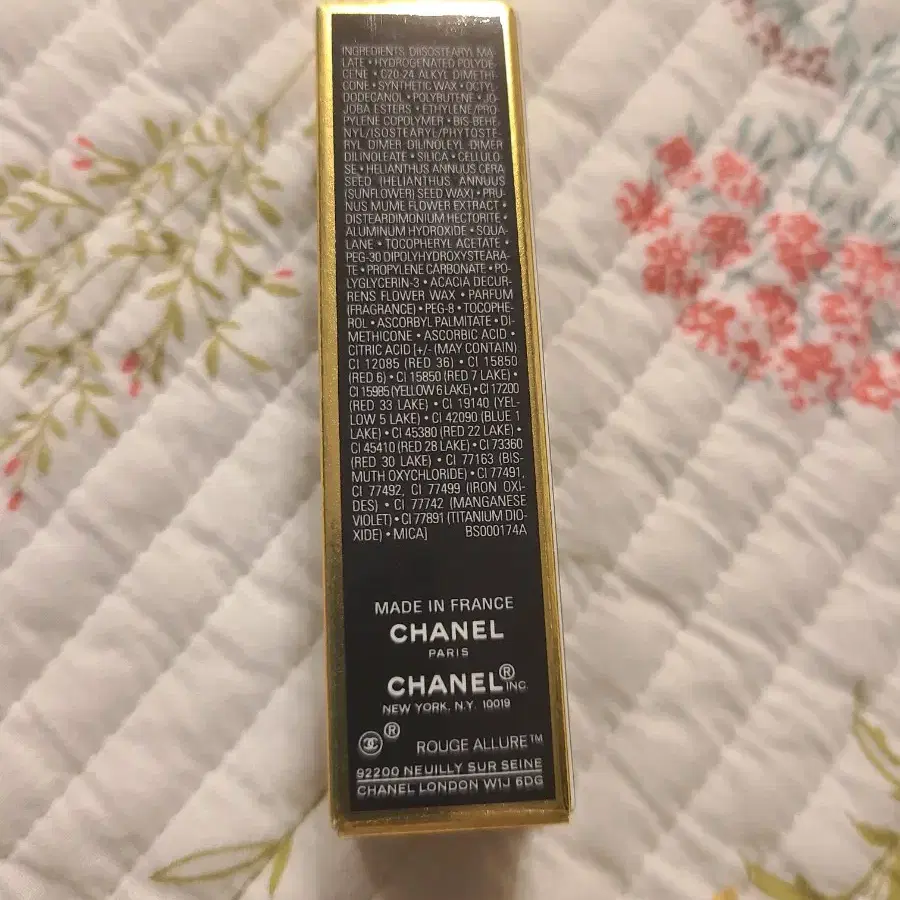 INGREDIENTS: DIISOSTEARYL MA-
LATE • HYDROGENATED POLYDE-
CENE • C20-24 ALKYL DIMETHI-
CONE • SYNTHETIC WAX • OCTYL-
DODECANOL • POLYBUTENE • JO-
JOBA ESTERS • ETHYLENE/PRO-
PYLENE COPOLYMER • BIS-BEHE-
NYL/ISOSTEARYL/PHYTOSTE-
RYL DIMER DILINOLEYL DIMER
DILINOLEATE • SILICA • CELLULO-
SE • HELIANTHUS ANNUUS CERA
SEED (HELIANTHUS ANNUUS
(SUNFLOWER) SEED WAX) • PRU-
NUS MUME FLOWER EXTRACT •
DISTEARDIMONIUM HECTORITE •
ALUMINUM HYDROXIDE • SQUA-
LANE • TOCOPHERYL ACETATE •
PEG-30 DIPOLYHYDROXYSTEARA-
TE • PROPYLENE CARBONATE • PO-
LYGLYCERIN-3 • ACACIA DECUR-
RENS FLOWER WAX • PARFUM
(FRAGRANCE) • PEG-8 • TOCOPHE-
ROL • ASCORBYL PALMITATE • DI-
METHICONE • ASCORBIC ACID •
CITRIC ACID [+/- (MAY CONTAIN)
CI 12085 (RED 36) • CI 15850
(RED 6) • CI 15850 (RED 7 LAKE) •
CI 15985 (YELLOW 6 LAKE) • CI 17200
(RED 33 LAKE) • CI 19140 (YEL-
LOW 5 LAKE) • CI 42090 (BLUE 1
LAKE) • CI 45380 (RED 22 LAKE) •
CI 45410 (RED 28 LAKE) • CI 73360
(RED 30 LAKE) • CI 77163 (BIS-
MUTH OXYCHLORIDE) • CI 77491,
CI 77492, CI 77499 (IRON OXI-
DES) • CI 77742 (MANGANESE
VIOLET) • CI 77891 (TITANIUM DIO-
XIDE) • MICA] BS000174A
MADE IN FRANCE
CHANEL
PARIS
CHANEL® INC.
NEW YORK, N.Y. 10019
® ROUGE ALLURE™
92200 NEUILLY SUR SEINE
CHANEL LONDON W1J 6DG